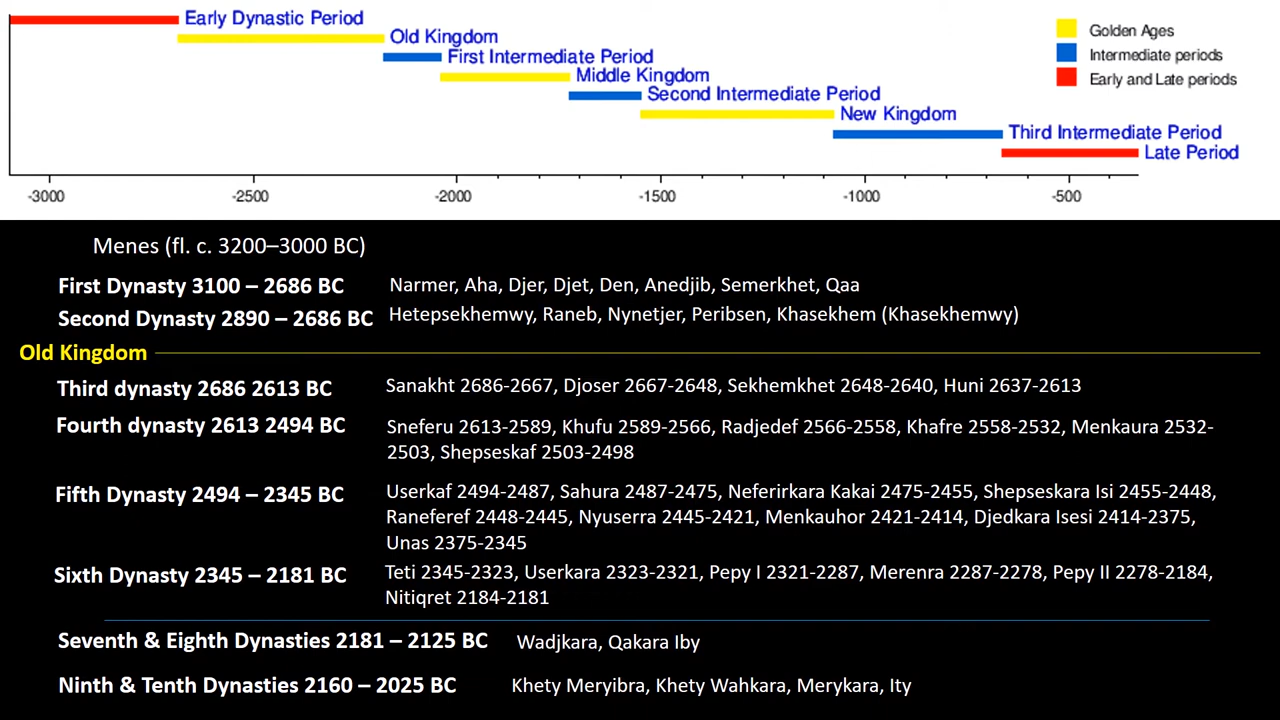 Early Dynastic Period
Old Kingdom
First Intermediate Period
Middle Kingdom
Second Intermediate Period
New Kingdom
Third Intermediate Period
Late Period
Golden Ages
Intermediate periods
Early and Late periods
-3000 -2500 -2000 -1500 -1000 -500
Menes (fl. c. 3200–3000 BC)
First Dynasty 3100 – 2686 BC Narmer, Aha, Djer, Djet, Den, Anedjib, Semerkhet, Qaa
Second Dynasty 2890 – 2686 BC Hetepsekhemwy, Raneb, Nynetjer, Peribsen, Khasekhem (Khasekhemwy)
Old Kingdom
Third dynasty 2686 2613 BC Sanakht 2686-2667, Djoser 2667-2648, Sekhemkhet 2648-2640, Huni 2637-2613
Fourth dynasty 2613 2494 BC Sneferu 2613-2589, Khufu 2589-2566, Radjedef 2566-2558, Khafre 2558-2532, Menkaura 2532-
2503, Shepseskaf 2503-2498
Fifth Dynasty 2494 – 2345 BC Userkaf 2494-2487, Sahura 2487-2475, Neferirkara Kakai 2475-2455, Shepseskara Isi 2455-2448,
Raneferef 2448-2445, Nyuserra 2445-2421, Menkauhor 2421-2414, Djedkara Isesi 2414-2375,
Unas 2375-2345
Sixth Dynasty 2345 – 2181 BC Teti 2345-2323, Userkara 2323-2321, Pepy I 2321-2287, Merenra 2287-2278, Pepy II 2278-2184,
Nitiqret 2184-2181
Seventh & Eighth Dynasties 2181 – 2125 BC Wadjkara, Qakara Iby
Ninth & Tenth Dynasties 2160 – 2025 BC Khety Meryibra, Khety Wahkara, Merykara, Ity